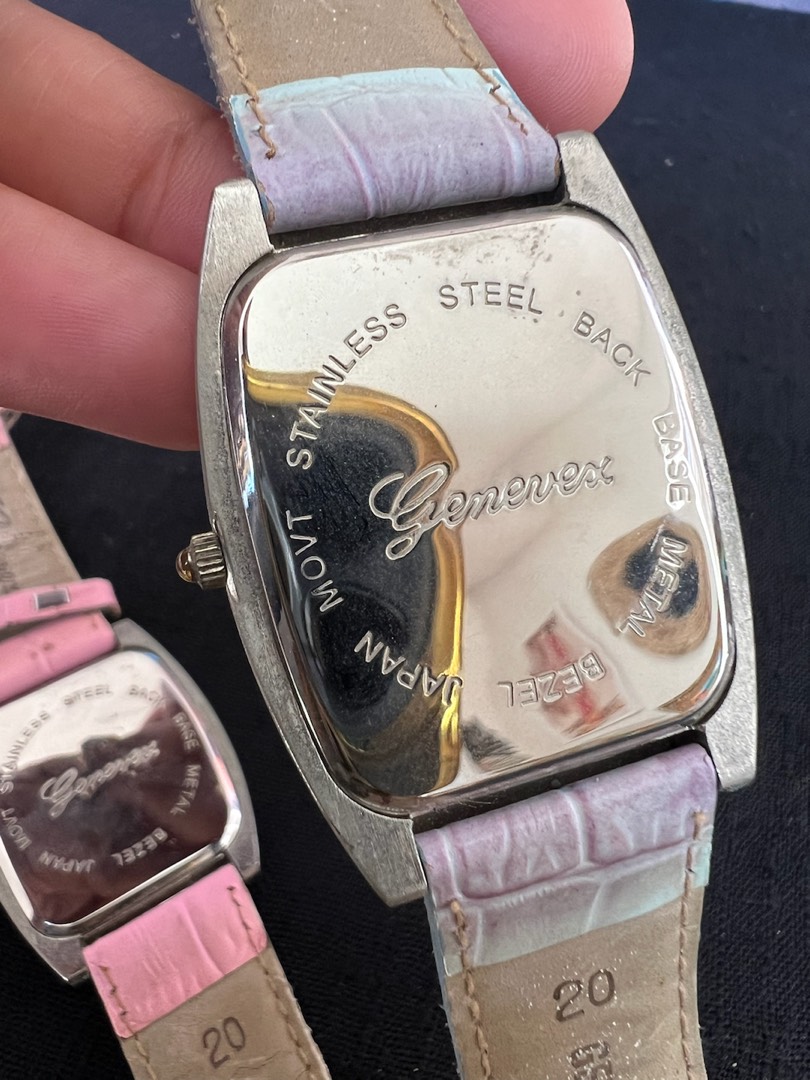 STAINLESS STEEL BACK BASE METAL BEZEL JAPAN MOVT
Genevex
20
STAINLESS STEEL BACK BASE METAL BEZEL JAPAN MOVT
Genevex
20